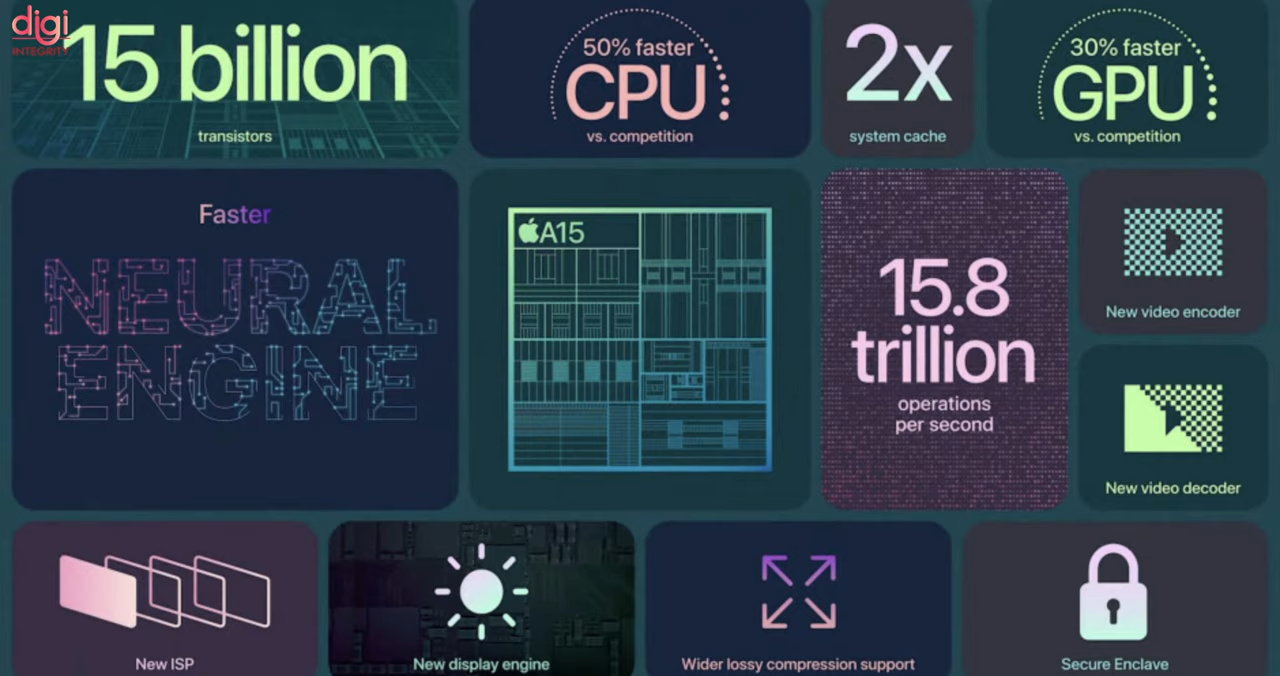 digi
INTEGRITY
15 billion
transistors
50% faster
CPU
vs. competition
2x
system cache
30% faster
GPU
vs. competition
Faster
NEURAL
ENGINE
A15
15.8
trillion
operations
per second
New video encoder
New video decoder
New ISP
New display engine
Wider lossy compression support
Secure Enclave